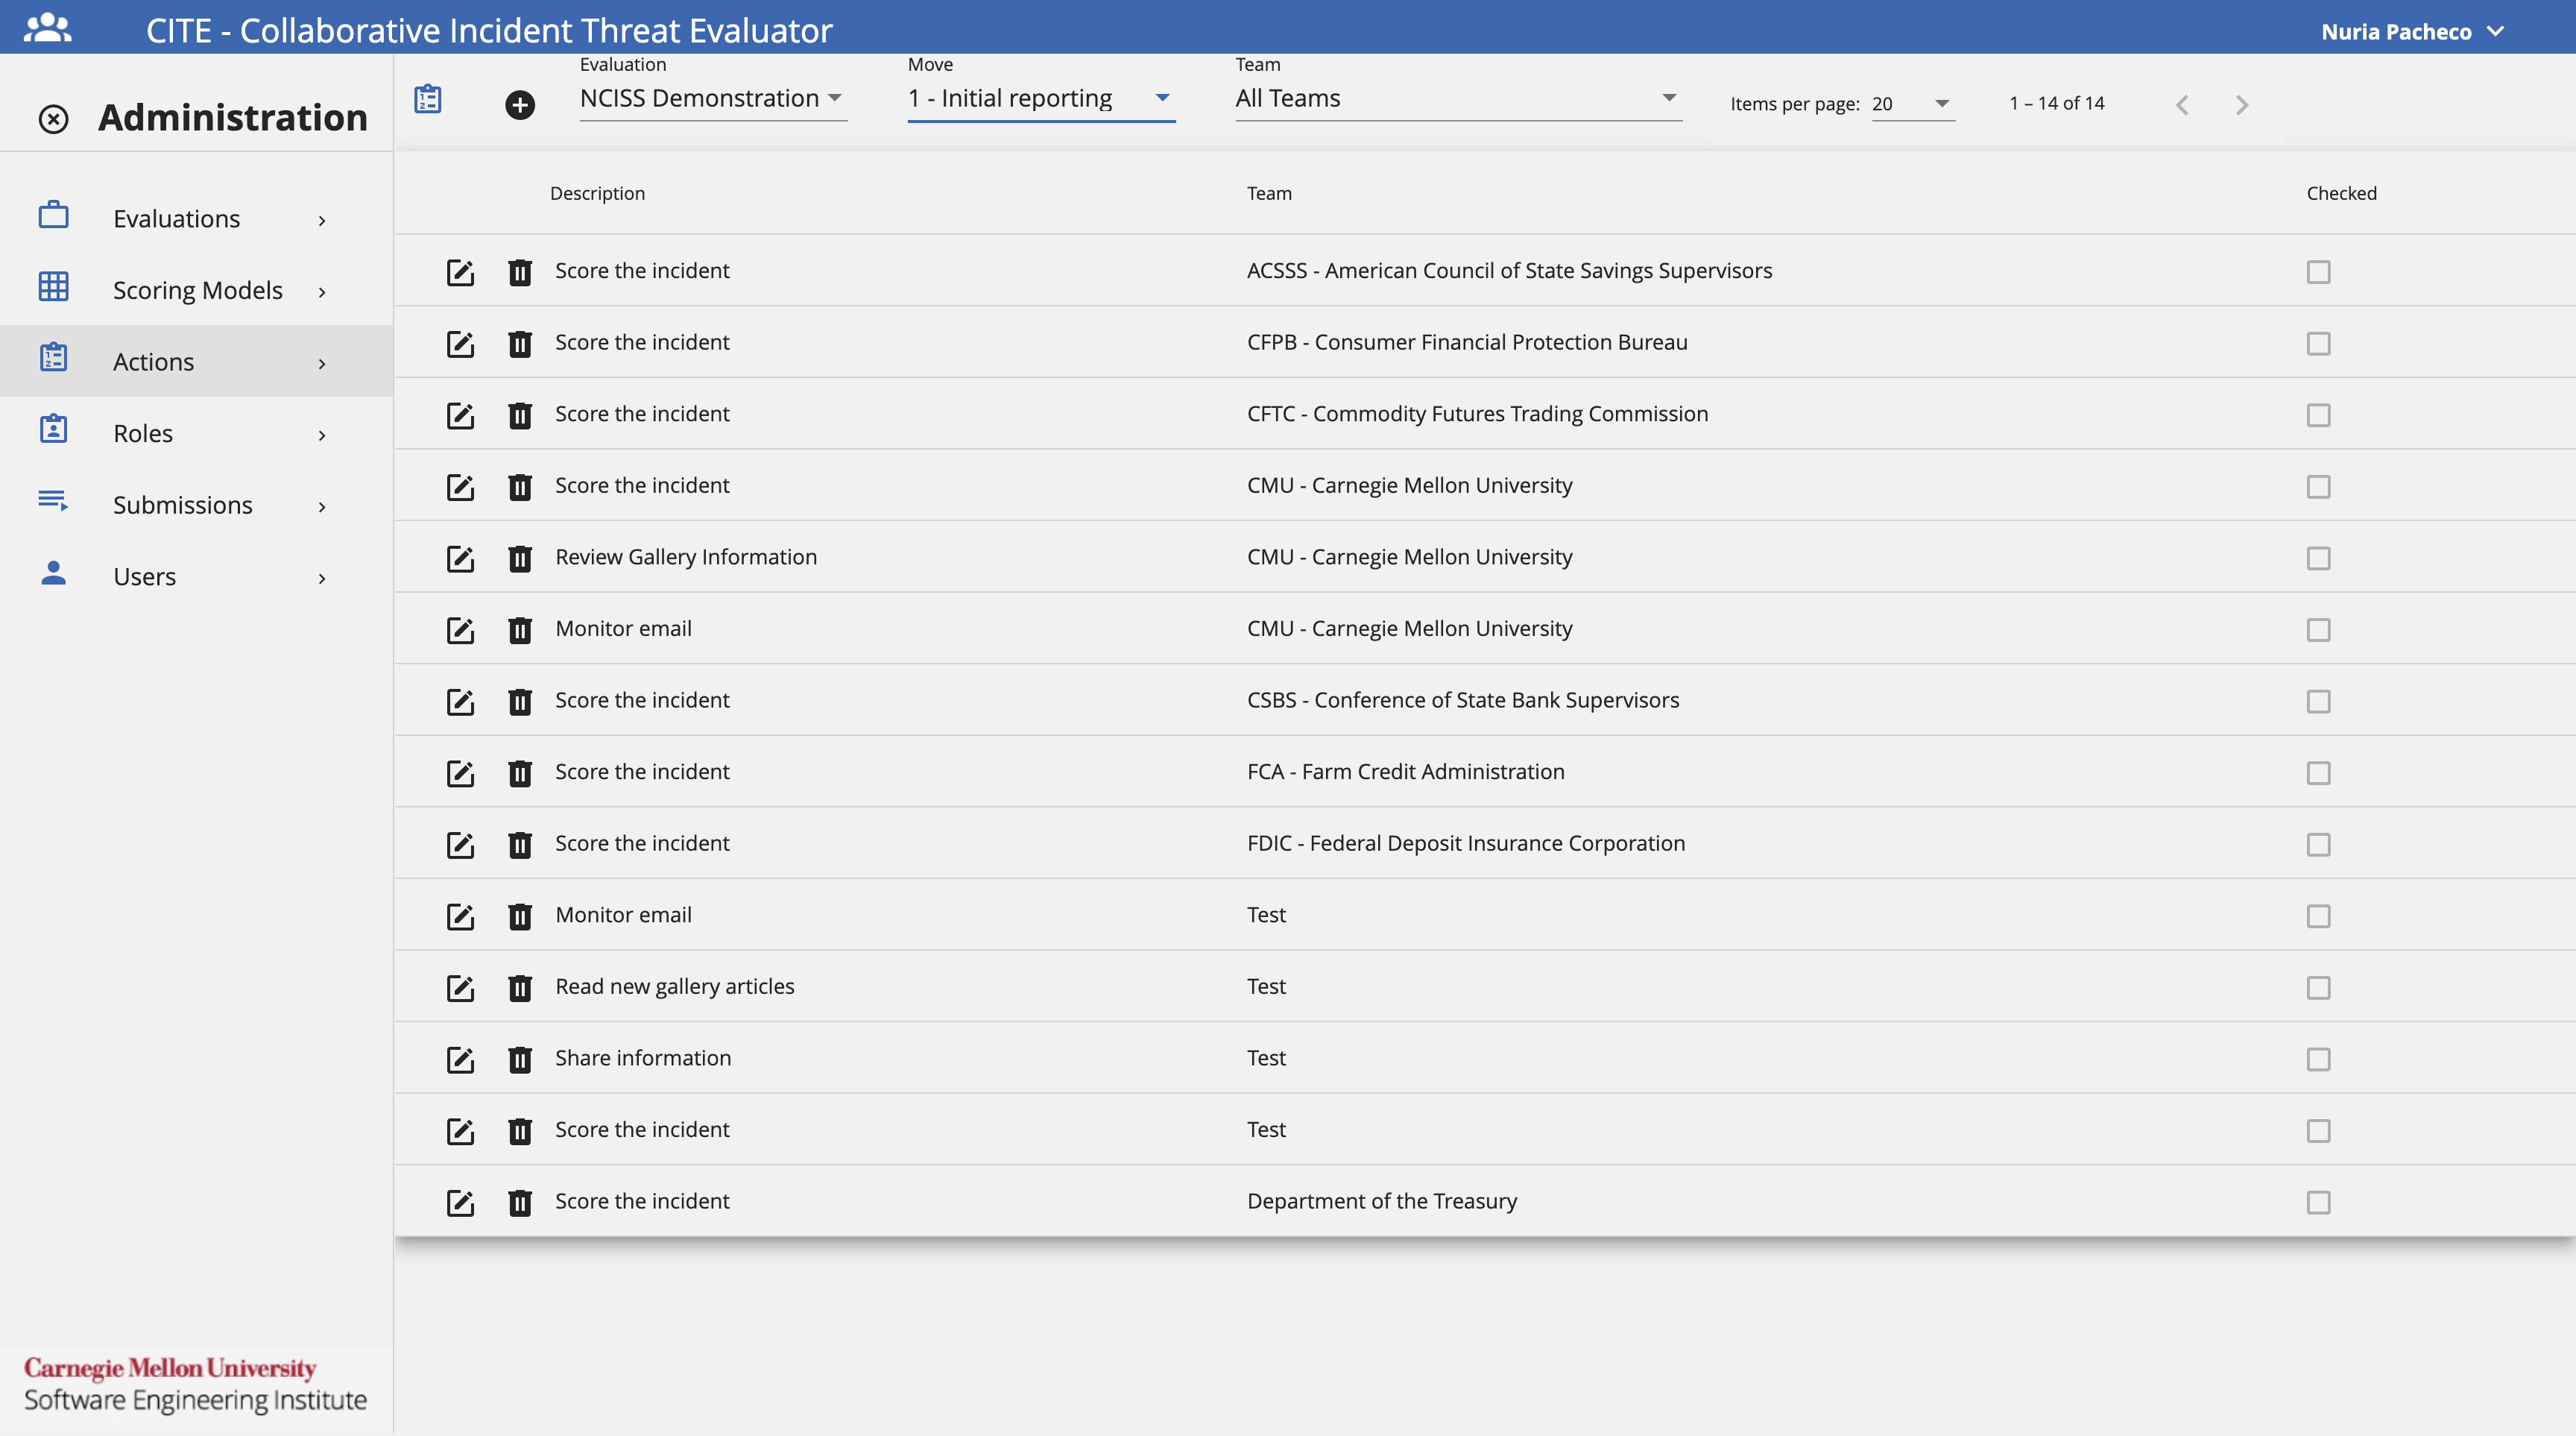 CITE - Collaborative Incident Threat Evaluator
Nuria Pacheco
Administration
Evaluations
Scoring Models
Actions
Roles
Submissions
Users
Carnegie Mellon University
Software Engineering Institute
Evaluation
NCISS Demonstration
Move
1 - Initial reporting
Team
All Teams
Items per page: 20
1 – 14 of 14
Description Team Checked
Score the incident ACSSS - American Council of State Savings Supervisors
Score the incident CFPB - Consumer Financial Protection Bureau
Score the incident CFTC - Commodity Futures Trading Commission
Score the incident CMU - Carnegie Mellon University
Review Gallery Information CMU - Carnegie Mellon University
Monitor email CMU - Carnegie Mellon University
Score the incident CSBS - Conference of State Bank Supervisors
Score the incident FCA - Farm Credit Administration
Score the incident FDIC - Federal Deposit Insurance Corporation
Monitor email Test
Read new gallery articles Test
Share information Test
Score the incident Test
Score the incident Department of the Treasury